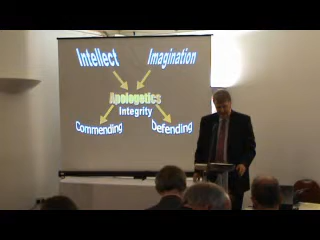 Intellect Imagination
Apologetics
Integrity
Commending Defending